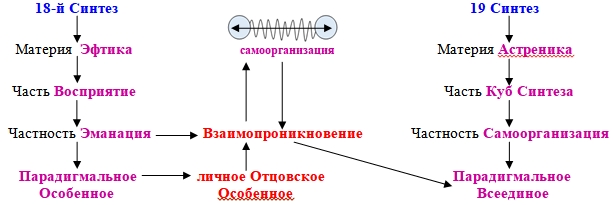 18-й Синтез
Материя Эфтика
Часть Восприятие
Частность Эманация
Парадигмальное
Особенное
самоорганизация
Взаимопроникновение
личное Отцовское
Особенное
19 Синтез
Материя Астреника
Часть Куб Синтеза
Частность Самоорганизация
Парадигмальное
Всеединое